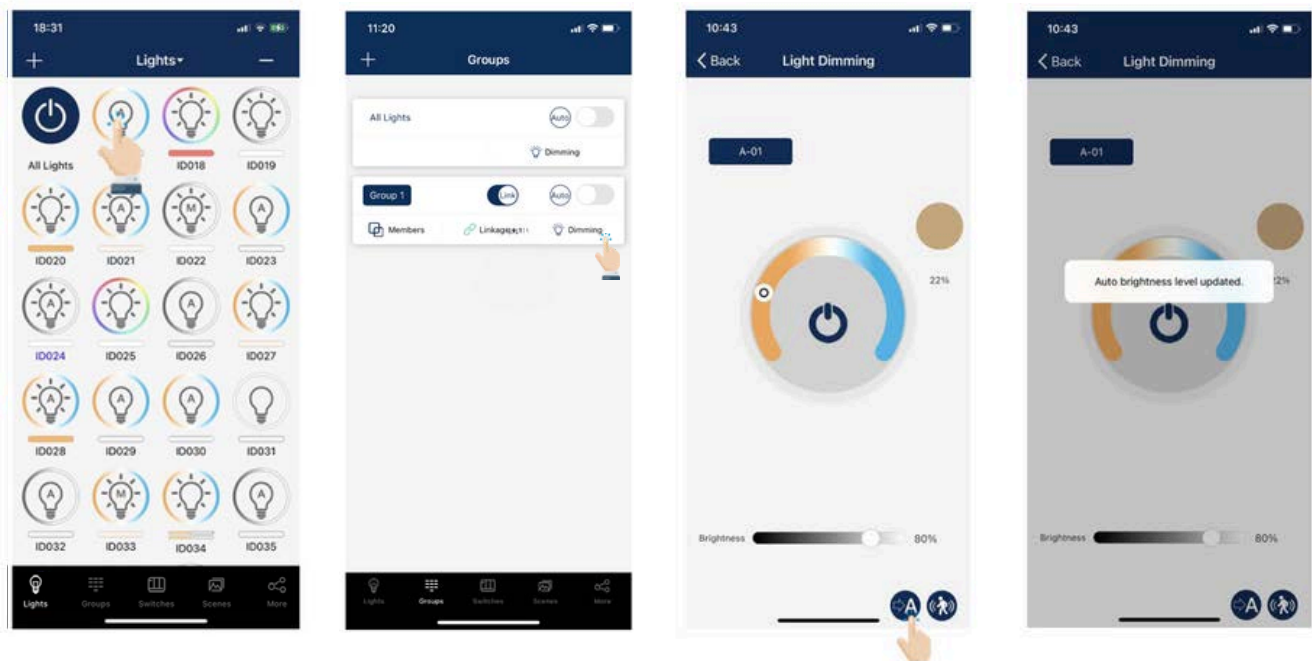 18:31
Lights
All Lights
ID018
ID019
ID020
ID021
ID022
ID023
ID024
ID025
ID026
ID027
ID028
ID029
ID030
ID031
ID032
ID033
ID034
ID035
Lights
Groups
Switches
Scenes
More
11:20
Groups
All Lights
Auto
Dimming
Group 1
Link
Auto
Members
Dimming
Lights
Groups
Switches
Scenes
More
10:43
Back
Light Dimming
A-01
22%
Brightness
80%
A
10:43
Back
Light Dimming
A-01
Auto brightness level updated.
22%
Brightness
80%
A